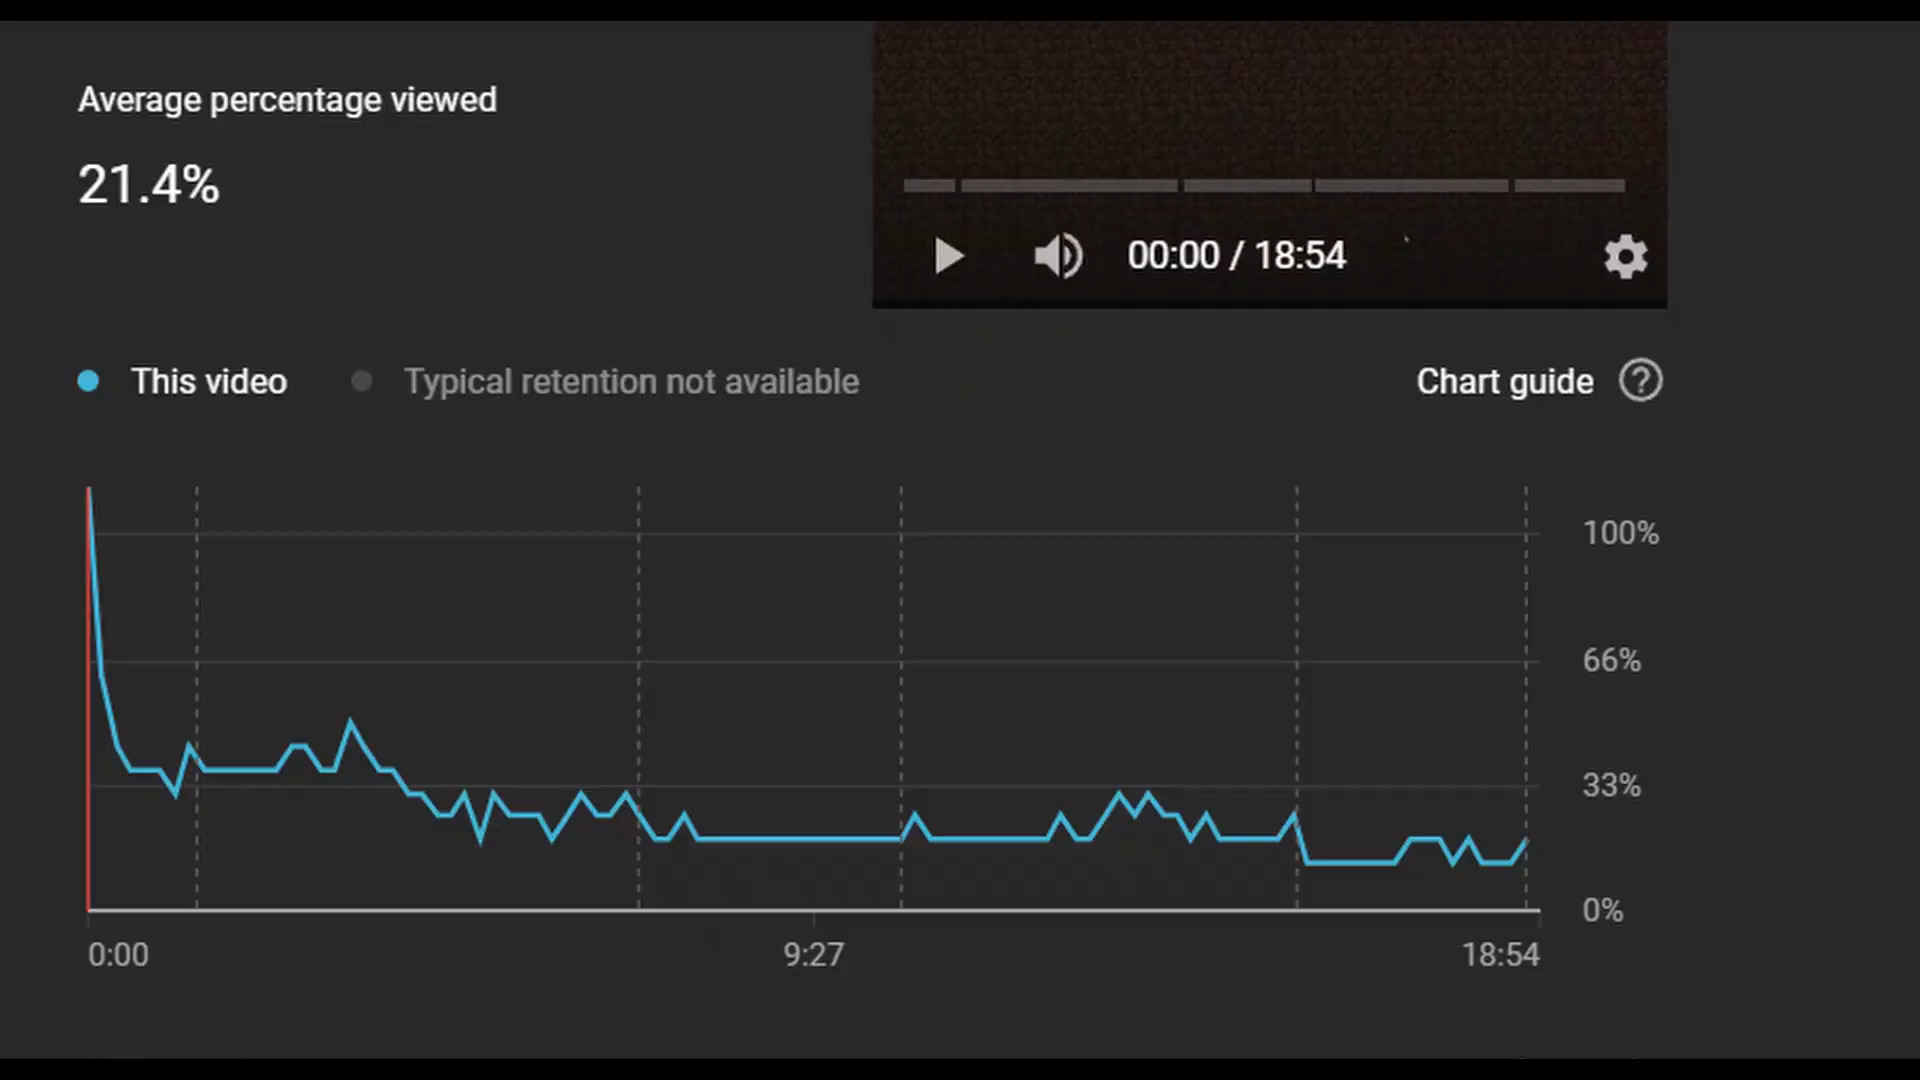 Average percentage viewed
21.4%
00:00 / 18:54
This video
Typical retention not available
Chart guide
100%
66%
33%
0%
0:00
9:27
18:54